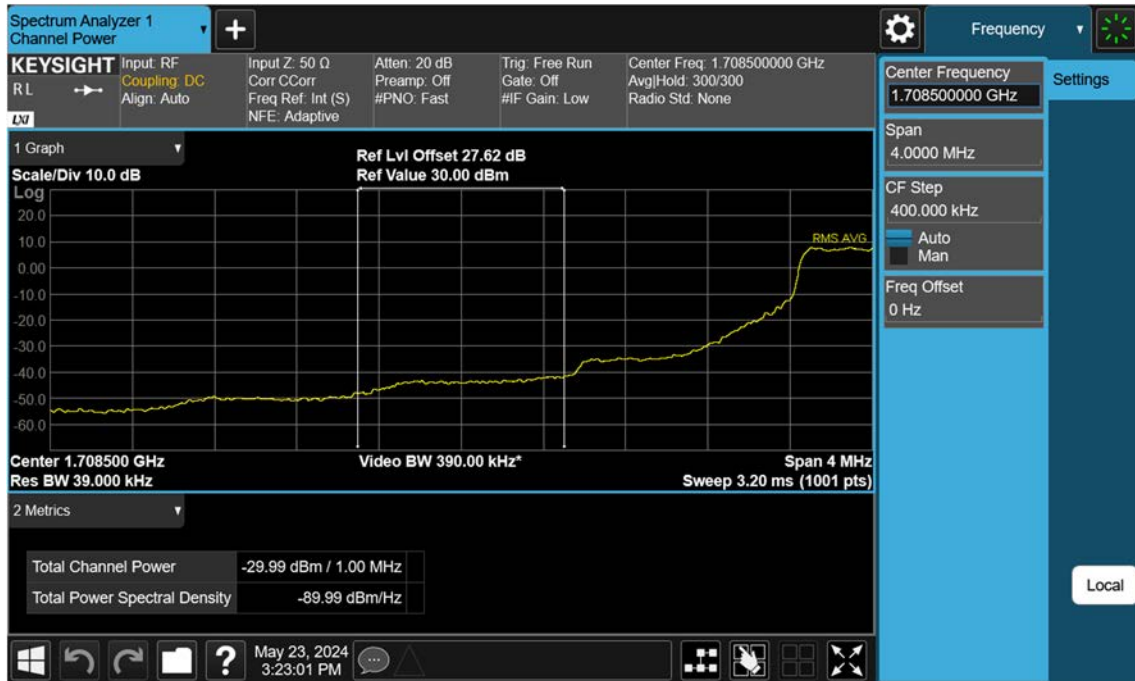 Spectrum Analyzer 1
Channel Power
Frequency
KEYSIGHT
R L
LXI
Input: RF
Coupling: DC
Align: Auto
Input Z: 50 Ω
Corr CCorr
Freq Ref: Int (S)
NFE: Adaptive
Atten: 20 dB
Preamp: Off
#PNO: Fast
Trig: Free Run
Gate: Off
#IF Gain: Low
Center Freq: 1.708500000 GHz
Avg|Hold: 300/300
Radio Std: None
Center Frequency
1.708500000 GHz
Settings
Span
4.0000 MHz
CF Step
400.000 kHz
Auto
Man
Freq Offset
0 Hz
Local
1 Graph
Scale/Div 10.0 dB
Ref Lvl Offset 27.62 dB
Ref Value 30.00 dBm
Log
20.0
10.0
0.00
-10.0
-20.0
-30.0
-40.0
-50.0
-60.0
RMS AVG
Center 1.708500 GHz
Video BW 390.00 kHz*
Span 4 MHz
Res BW 39.000 kHz
Sweep 3.20 ms (1001 pts)
2 Metrics
Total Channel Power -29.99 dBm / 1.00 MHz
Total Power Spectral Density -89.99 dBm/Hz
?
May 23, 2024
3:23:01 PM